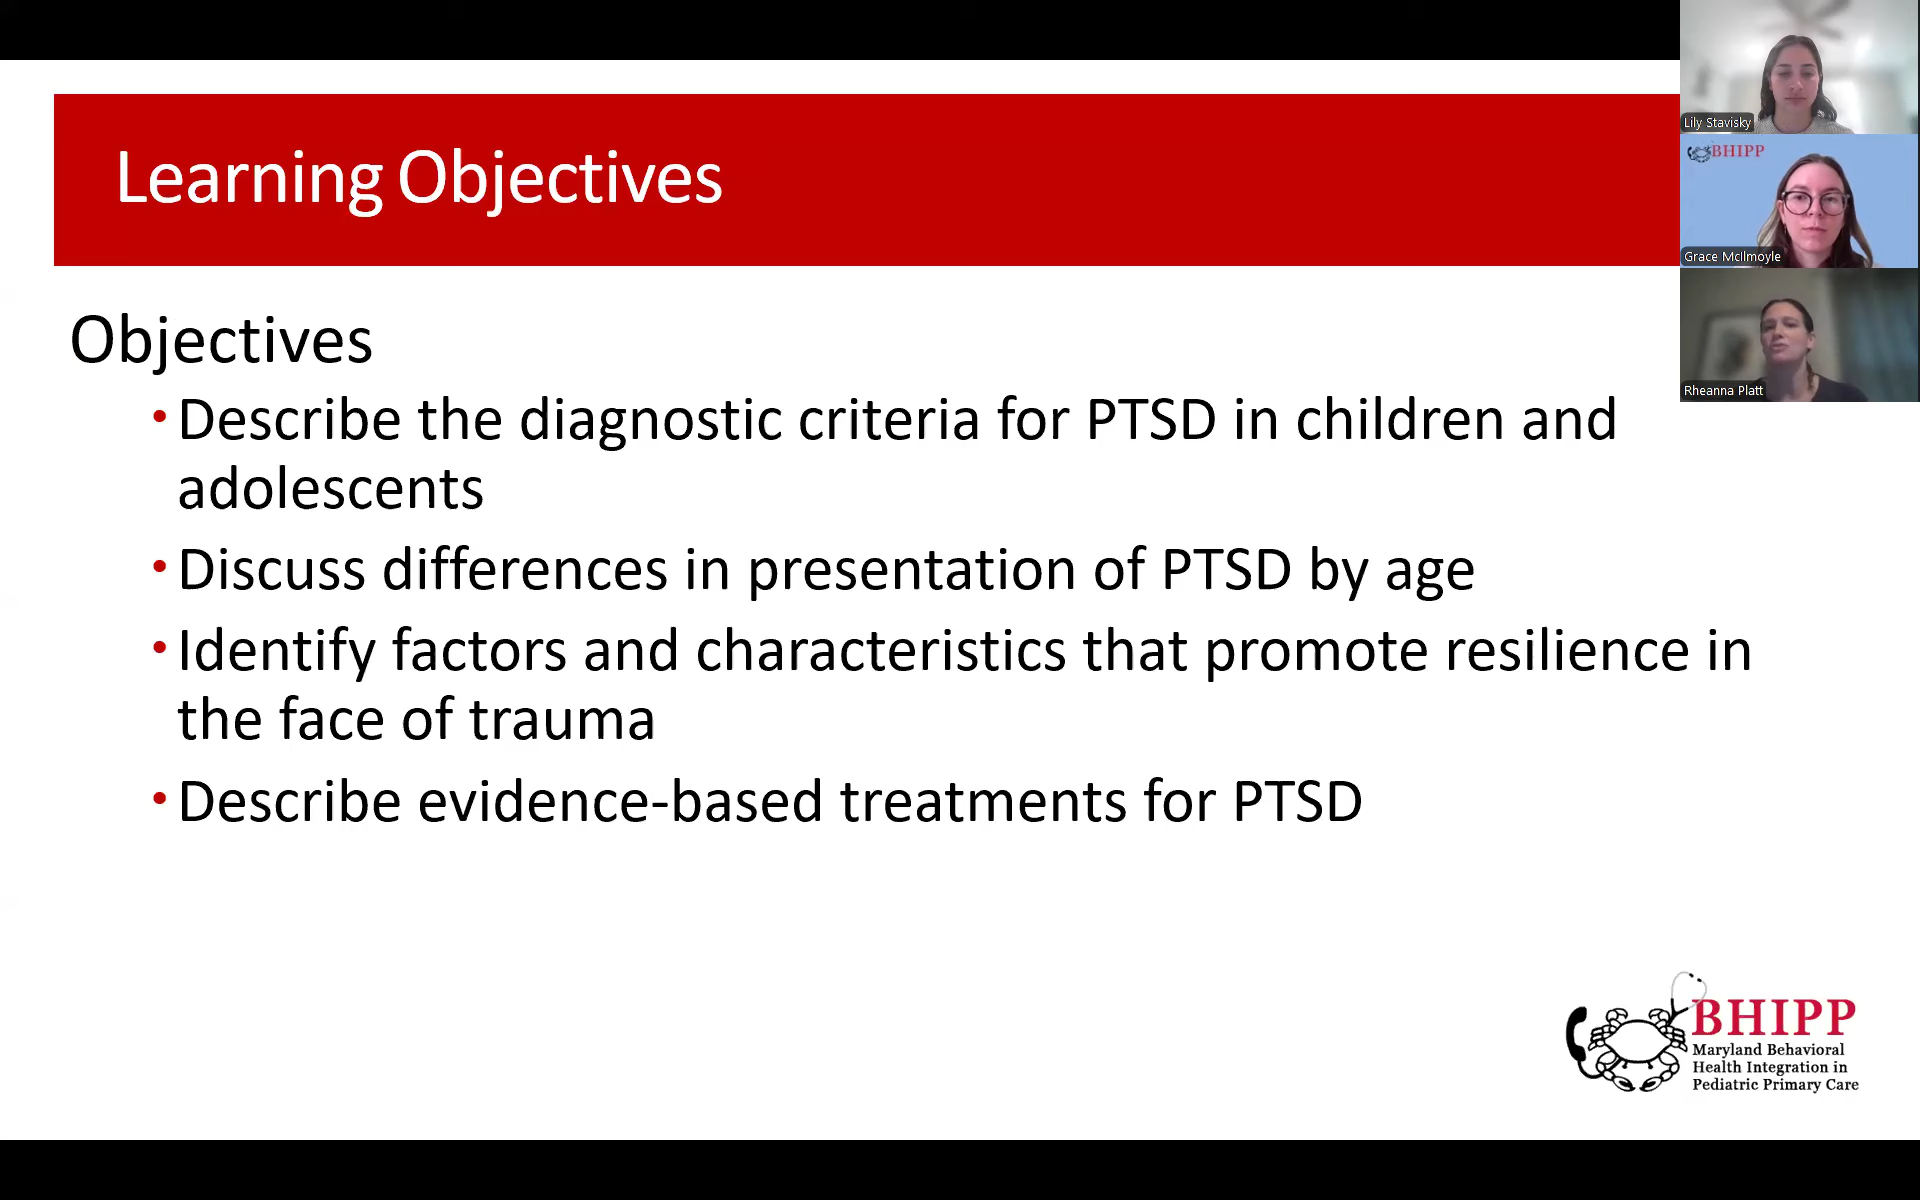 Learning Objectives
Objectives
• Describe the diagnostic criteria for PTSD in children and
adolescents
• Discuss differences in presentation of PTSD by age
• Identify factors and characteristics that promote resilience in
the face of trauma
• Describe evidence-based treatments for PTSD
Lily Stavisky
BHIPP
Grace McIlmoyle
Rheanna Platt
BHIPP
Maryland Behavioral
Health Integration in
Pediatric Primary Care